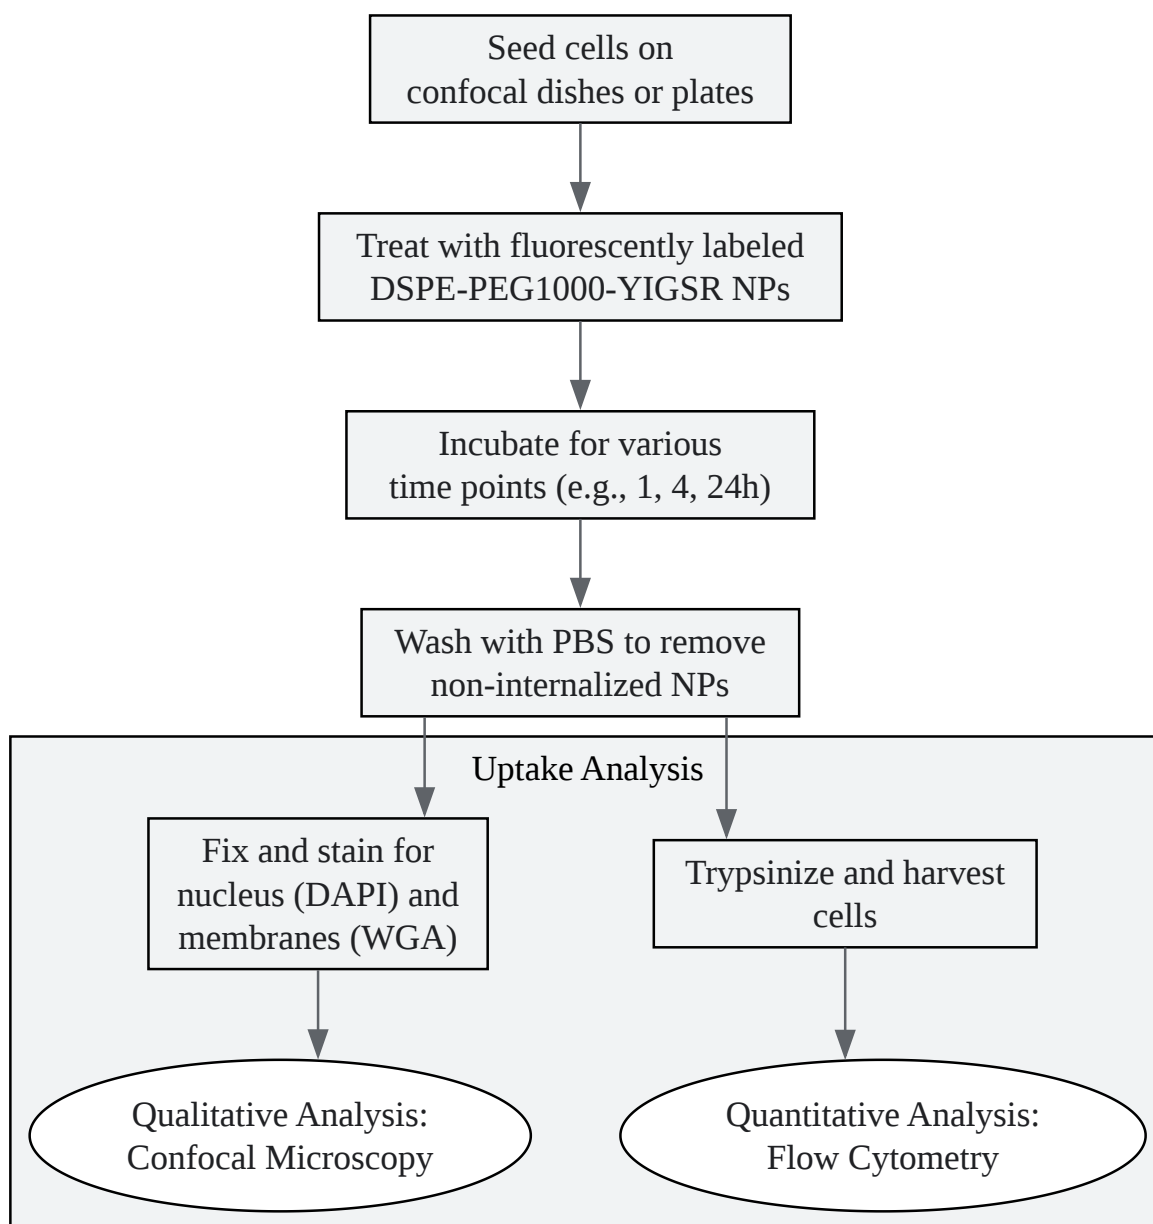 Seed cells on
confocal dishes or plates
Treat with fluorescently labeled
DSPE-PEG1000-YIGSR NPs
Incubate for various
time points (e.g., 1, 4, 24h)
Wash with PBS to remove
non-internalized NPs
Uptake Analysis
Fix and stain for
nucleus (DAPI) and
membranes (WGA)
Trypsinize and harvest
cells
Qualitative Analysis:
Confocal Microscopy
Quantitative Analysis:
Flow Cytometry